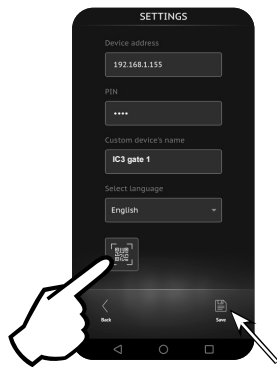 SETTINGS
Device address
192.168.1.155
PIN
••••
Custom device's name
IC3 gate 1
Select language
English
Back
Save